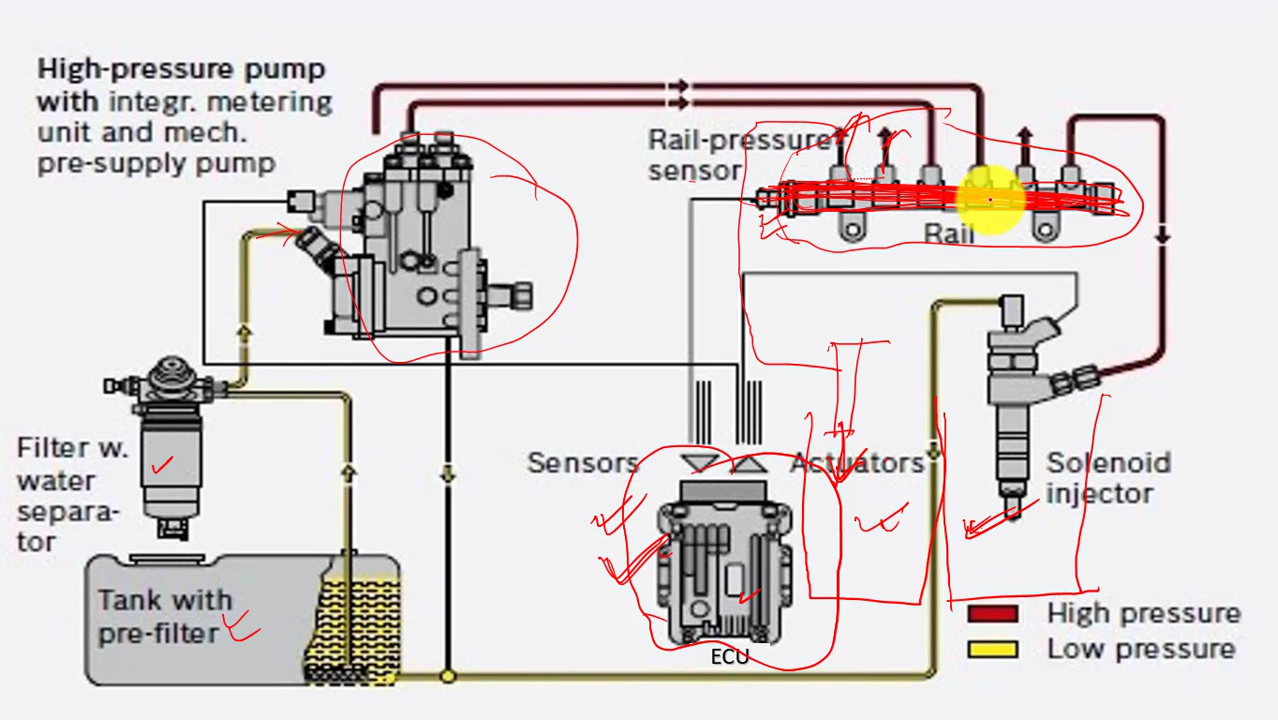 High-pressure pump
with integr. metering
unit and mech.
pre-supply pump
Rail-pressure
sensor
Rail
Filter w.
water
separa-
tor
Sensors
Actuators
Solenoid
injector
Tank with
pre-filter
ECU
High pressure
Low pressure